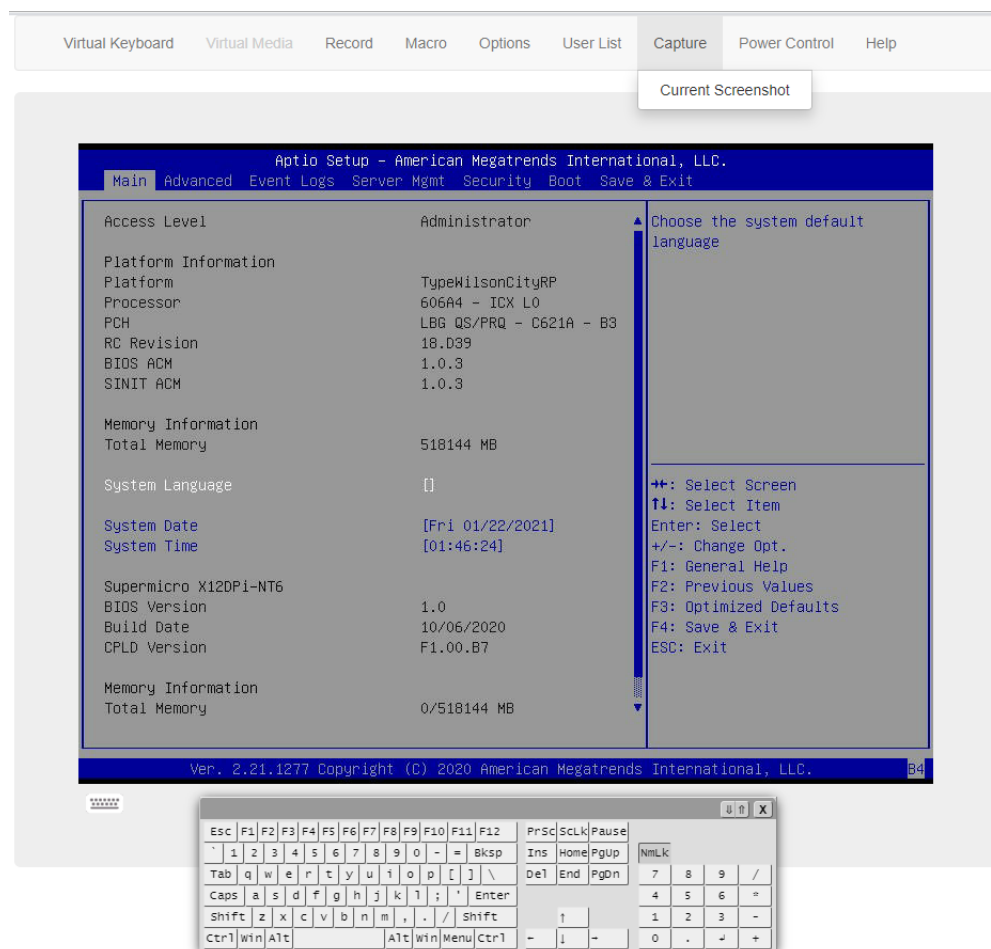 Virtual Keyboard Virtual Media Record Macro Options User List Capture Power Control Help
Current Screenshot
Aptio Setup - American Megatrends International, LLC.
Main Advanced Event Logs Server Mgmt Security Boot Save & Exit
Access Level Administrator
Platform Information
Platform TypeWilsonCityRP
Processor 606A4 - ICX L0
PCH LBG QS/PRQ - C621A - B3
RC Revision 18.D39
BIOS ACM 1.0.3
SINIT ACM 1.0.3
Memory Information
Total Memory 518144 MB
System Language []
System Date [Fri 01/22/2021]
System Time [01:46:24]
Supermicro X12DPi-NT6
BIOS Version 1.0
Build Date 10/06/2020
CPLD Version F1.00.B7
Memory Information
Total Memory 0/518144 MB
Choose the system default
language
→←: Select Screen
↑↓: Select Item
Enter: Select
+/-: Change Opt.
F1: General Help
F2: Previous Values
F3: Optimized Defaults
F4: Save & Exit
ESC: Exit
Ver. 2.21.1277 Copyright (C) 2020 American Megatrends International, LLC.
B4
⇓ ⇑ X
Esc F1 F2 F3 F4 F5 F6 F7 F8 F9 F10 F11 F12 PrSc ScLk Pause
` 1 2 3 4 5 6 7 8 9 0 - = Bksp Ins Home PgUp NmLk
Tab q w e r t y u i o p [ ] \ Del End PgDn 7 8 9 /
Caps a s d f g h j k l ; ' Enter 4 5 6
Shift z x c v b n m , . / Shift ↑ 1 2 3 -
Ctrl Win Alt Alt Win Menu Ctrl ← ↓ → 0 . ↵ +